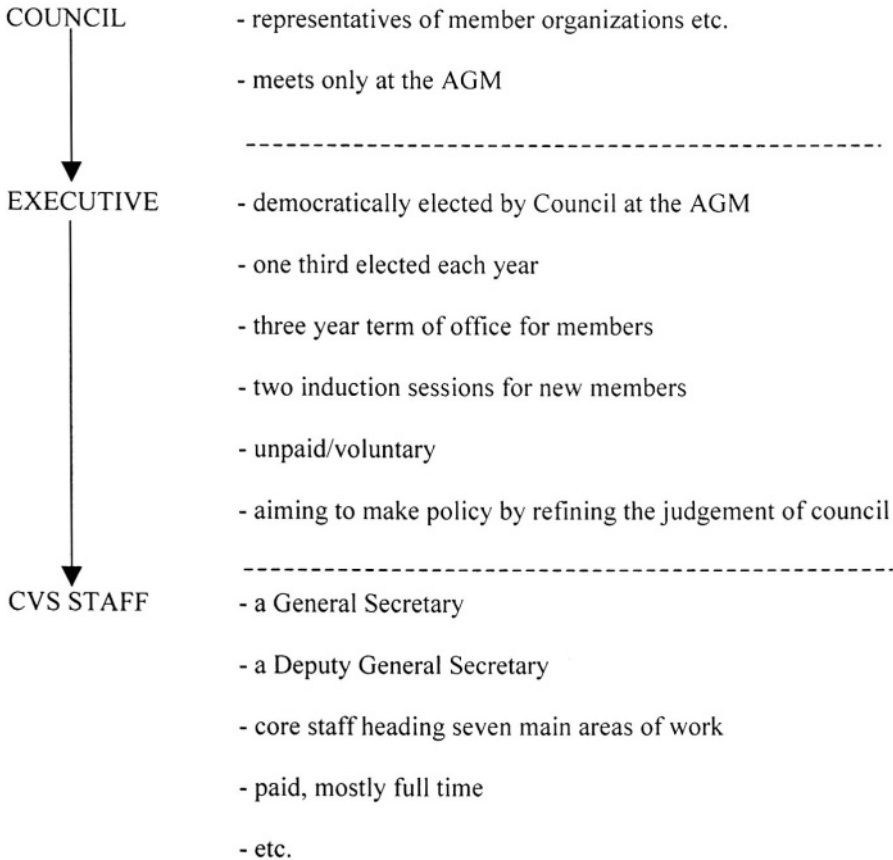 COUNCIL - representatives of member organizations etc.
- meets only at the AGM
EXECUTIVE - democratically elected by Council at the AGM
- one third elected each year
- three year term of office for members
- two induction sessions for new members
- unpaid/voluntary
- aiming to make policy by refining the judgement of council
CVS STAFF - a General Secretary
- a Deputy General Secretary
- core staff heading seven main areas of work
- paid, mostly full time
- etc.